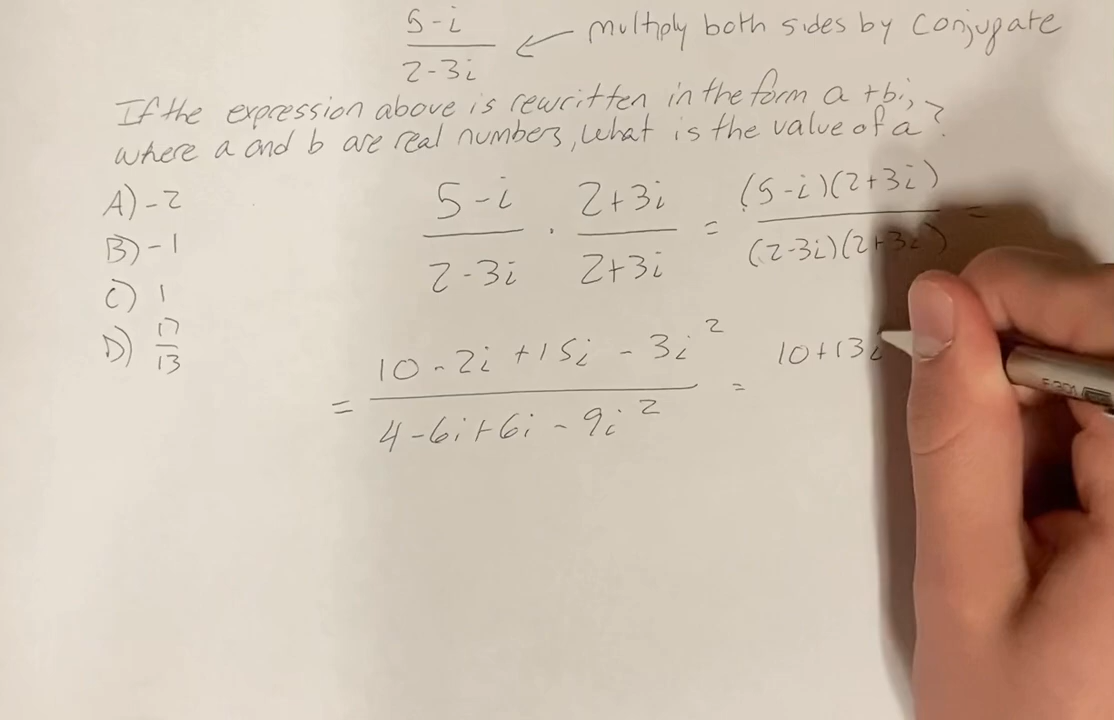 5-i
2-3i
multiply both sides by conjugate
If the expression above is rewritten in the form a +bi,
where a and b are real numbers, what is the value of a?
A) -2
B) -1
C) 1
D) 17
13
5-i
2-3i
·
2+3i
2+3i
=
(5-i)(2+3i)
(2-3i)(2+3i)
=
=
10-2i +15i - 3i²
4-6i+6i - 9i²
=
10+13i